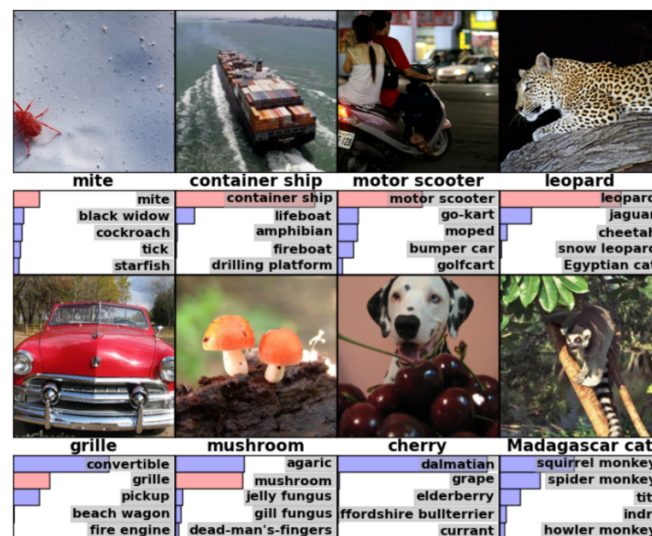 mite
container ship
motor scooter
leopard
mite
black widow
cockroach
tick
starfish
container ship
lifeboat
amphibian
fireboat
drilling platform
motor scooter
go-kart
moped
bumper car
golfcart
leopard
jaguar
cheetah
snow leopard
Egyptian cat
grille
mushroom
cherry
Madagascar cat
convertible
grille
pickup
beach wagon
fire engine
agaric
mushroom
jelly fungus
gill fungus
dead-man's-fingers
dalmatian
grape
elderberry
ffordshire bullterrier
currant
squirrel monkey
spider monkey
titi
indri
howler monkey